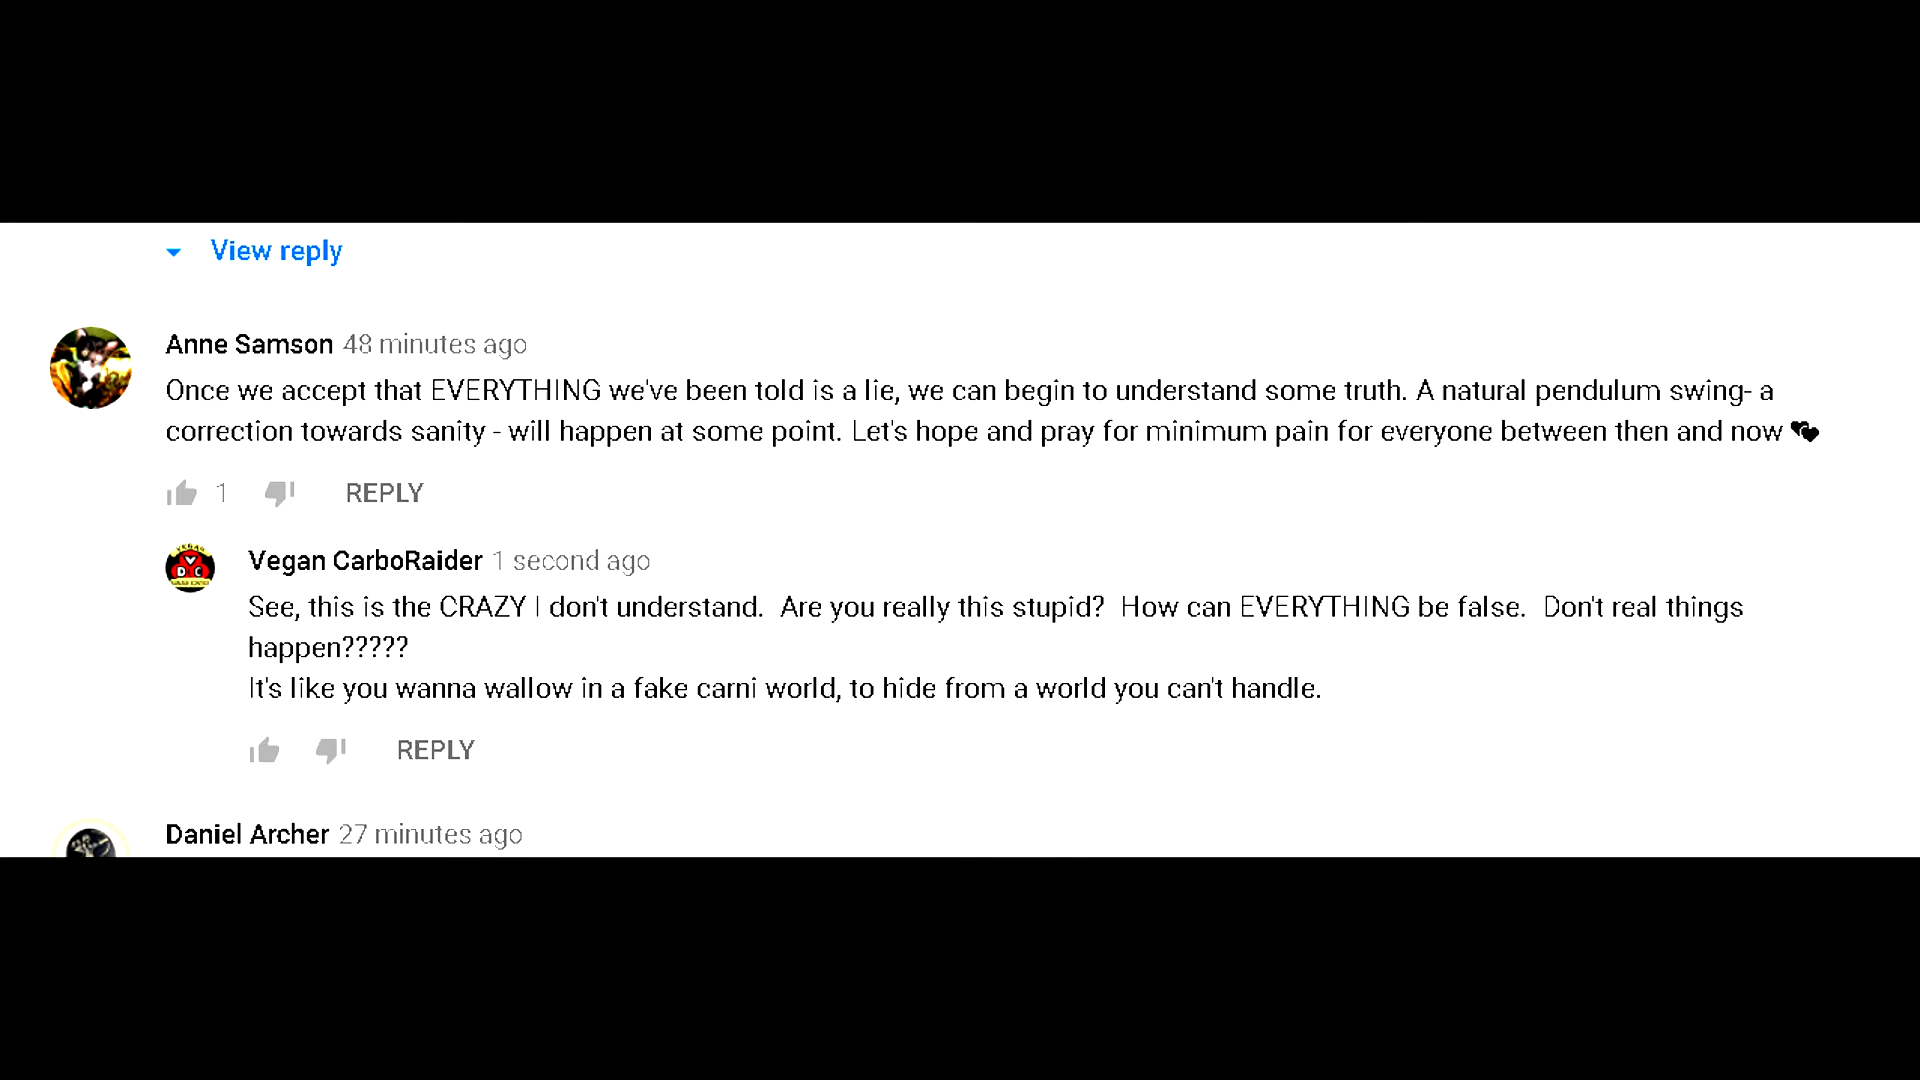 View reply
Anne Samson 48 minutes ago
Once we accept that EVERYTHING we've been told is a lie, we can begin to understand some truth. A natural pendulum swing- a
correction towards sanity - will happen at some point. Let's hope and pray for minimum pain for everyone between then and now 💕
1 REPLY
VEGAN
V
D C
Vegan CarboRaider 1 second ago
See, this is the CRAZY I don't understand.  Are you really this stupid?  How can EVERYTHING be false.  Don't real things
happen?????
It's like you wanna wallow in a fake carni world, to hide from a world you can't handle.
REPLY
Daniel Archer 27 minutes ago